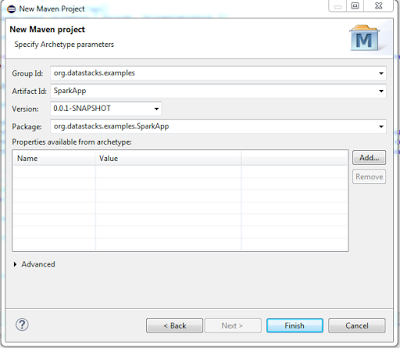 New Maven Project
New Maven project
Specify Archetype parameters
M
Group Id: org.datastacks.examples
Artifact Id: SparkApp
Version: 0.0.1-SNAPSHOT
Package: org.datastacks.examples.SparkApp
Properties available from archetype:
Name Value Add...
Remove
Advanced
? < Back Next > Finish Cancel